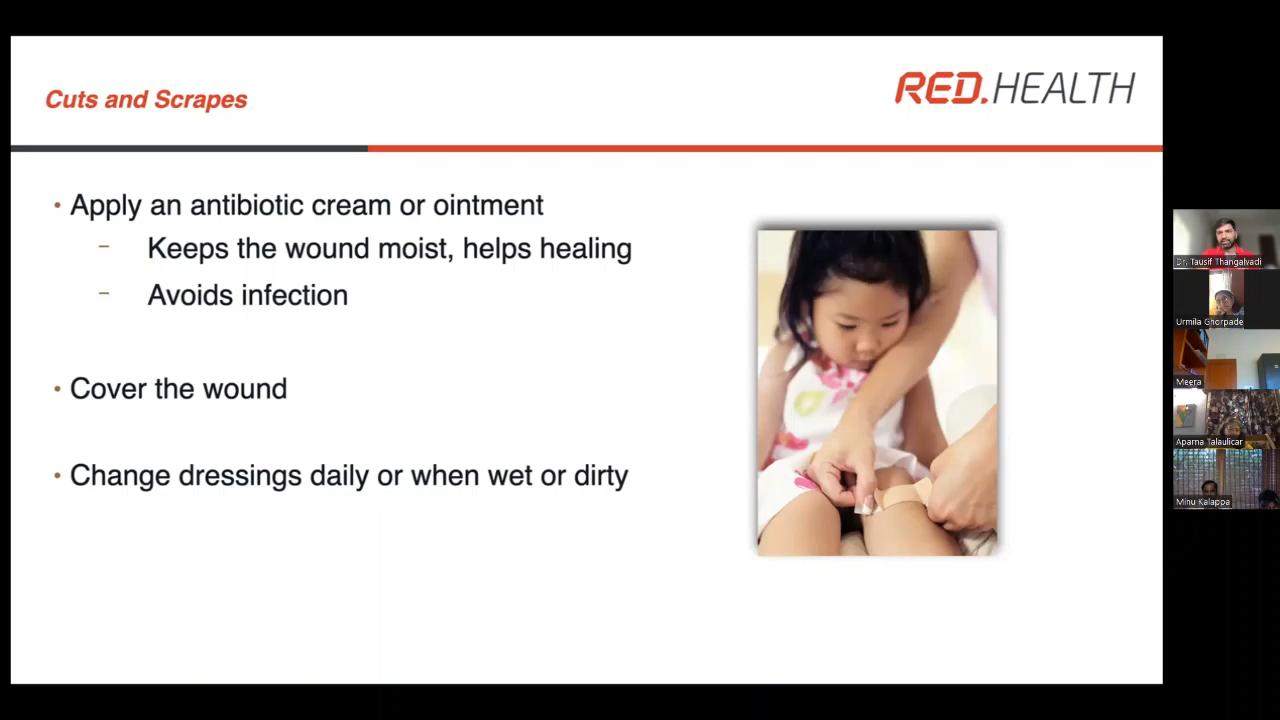 Cuts and Scrapes
RED.HEALTH
• Apply an antibiotic cream or ointment
– Keeps the wound moist, helps healing
– Avoids infection
• Cover the wound
• Change dressings daily or when wet or dirty
Dr. Tausif Thangalvadi
Urmila Ghorpade
Meera
Aparna Talaulicar
Minu Kalappa